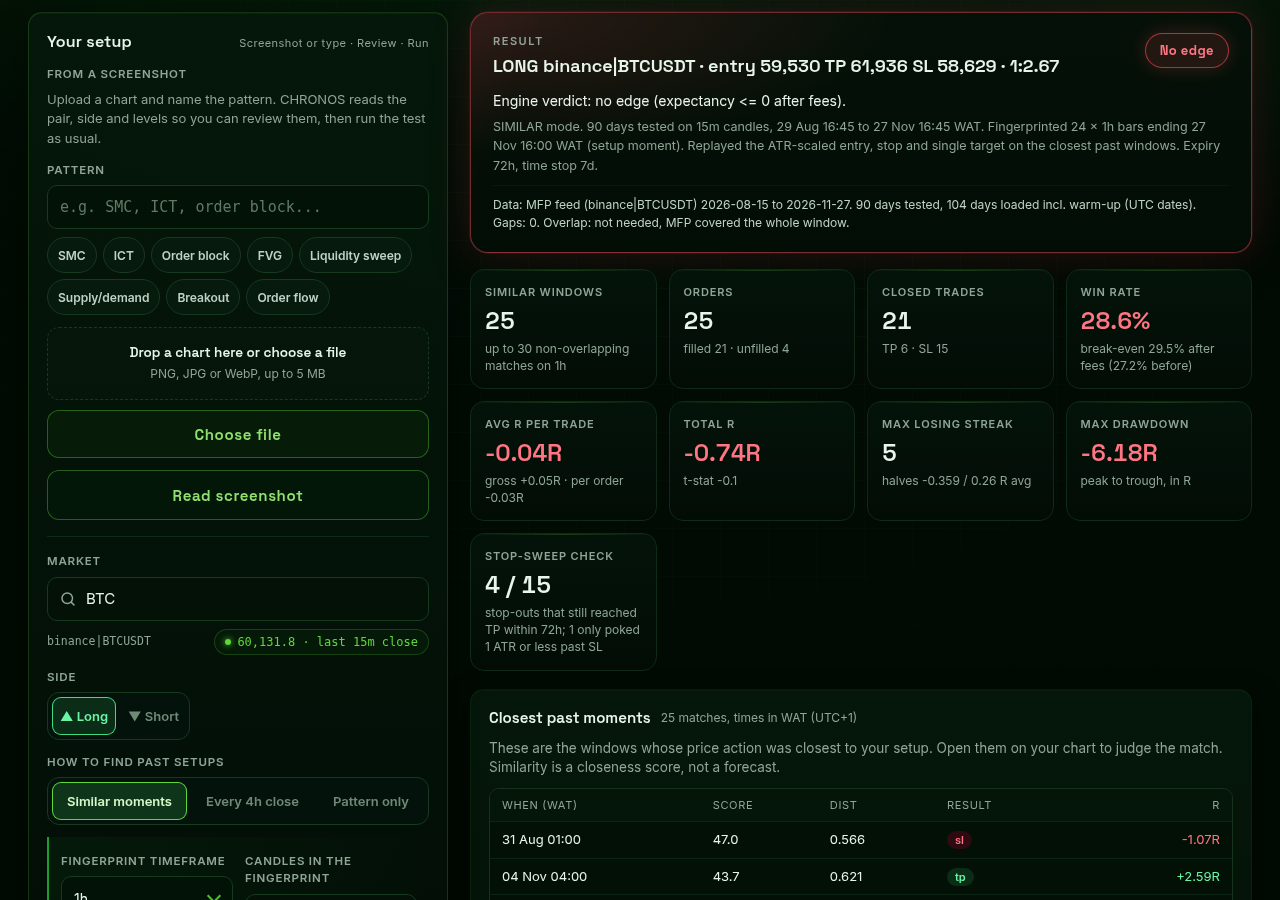 Your setup
Screenshot or type · Review · Run
FROM A SCREENSHOT
Upload a chart and name the pattern. CHRONOS reads the
pair, side and levels so you can review them, then run the test
as usual.
PATTERN
e.g. SMC, ICT, order block...
SMC
ICT
Order block
FVG
Liquidity sweep
Supply/demand
Breakout
Order flow
Drop a chart here or choose a file
PNG, JPG or WebP, up to 5 MB
Choose file
Read screenshot
MARKET
BTC
binance|BTCUSDT
60,131.8 · last 15m close
SIDE
▲ Long
▼ Short
HOW TO FIND PAST SETUPS
Similar moments
Every 4h close
Pattern only
FINGERPRINT TIMEFRAME
CANDLES IN THE
FINGERPRINT
1h
RESULT
LONG binance|BTCUSDT · entry 59,530 TP 61,936 SL 58,629 · 1:2.67
No edge
Engine verdict: no edge (expectancy <= 0 after fees).
SIMILAR mode. 90 days tested on 15m candles, 29 Aug 16:45 to 27 Nov 16:45 WAT. Fingerprinted 24 × 1h bars ending 27
Nov 16:00 WAT (setup moment). Replayed the ATR-scaled entry, stop and single target on the closest past windows. Expiry
72h, time stop 7d.
Data: MFP feed (binance|BTCUSDT) 2026-08-15 to 2026-11-27. 90 days tested, 104 days loaded incl. warm-up (UTC dates).
Gaps: 0. Overlap: not needed, MFP covered the whole window.
SIMILAR WINDOWS
25
up to 30 non-overlapping
matches on 1h
ORDERS
25
filled 21 · unfilled 4
CLOSED TRADES
21
TP 6 · SL 15
WIN RATE
28.6%
break-even 29.5% after
fees (27.2% before)
AVG R PER TRADE
-0.04R
gross +0.05R · per order
-0.03R
TOTAL R
-0.74R
t-stat -0.1
MAX LOSING STREAK
5
halves -0.359 / 0.26 R avg
MAX DRAWDOWN
-6.18R
peak to trough, in R
STOP-SWEEP CHECK
4 / 15
stop-outs that still reached
TP within 72h; 1 only poked
1 ATR or less past SL
Closest past moments
25 matches, times in WAT (UTC+1)
These are the windows whose price action was closest to your setup. Open them on your chart to judge the match.
Similarity is a closeness score, not a forecast.
WHEN (WAT) SCORE DIST RESULT R
31 Aug 01:00 47.0 0.566 sl -1.07R
04 Nov 04:00 43.7 0.621 tp +2.59R